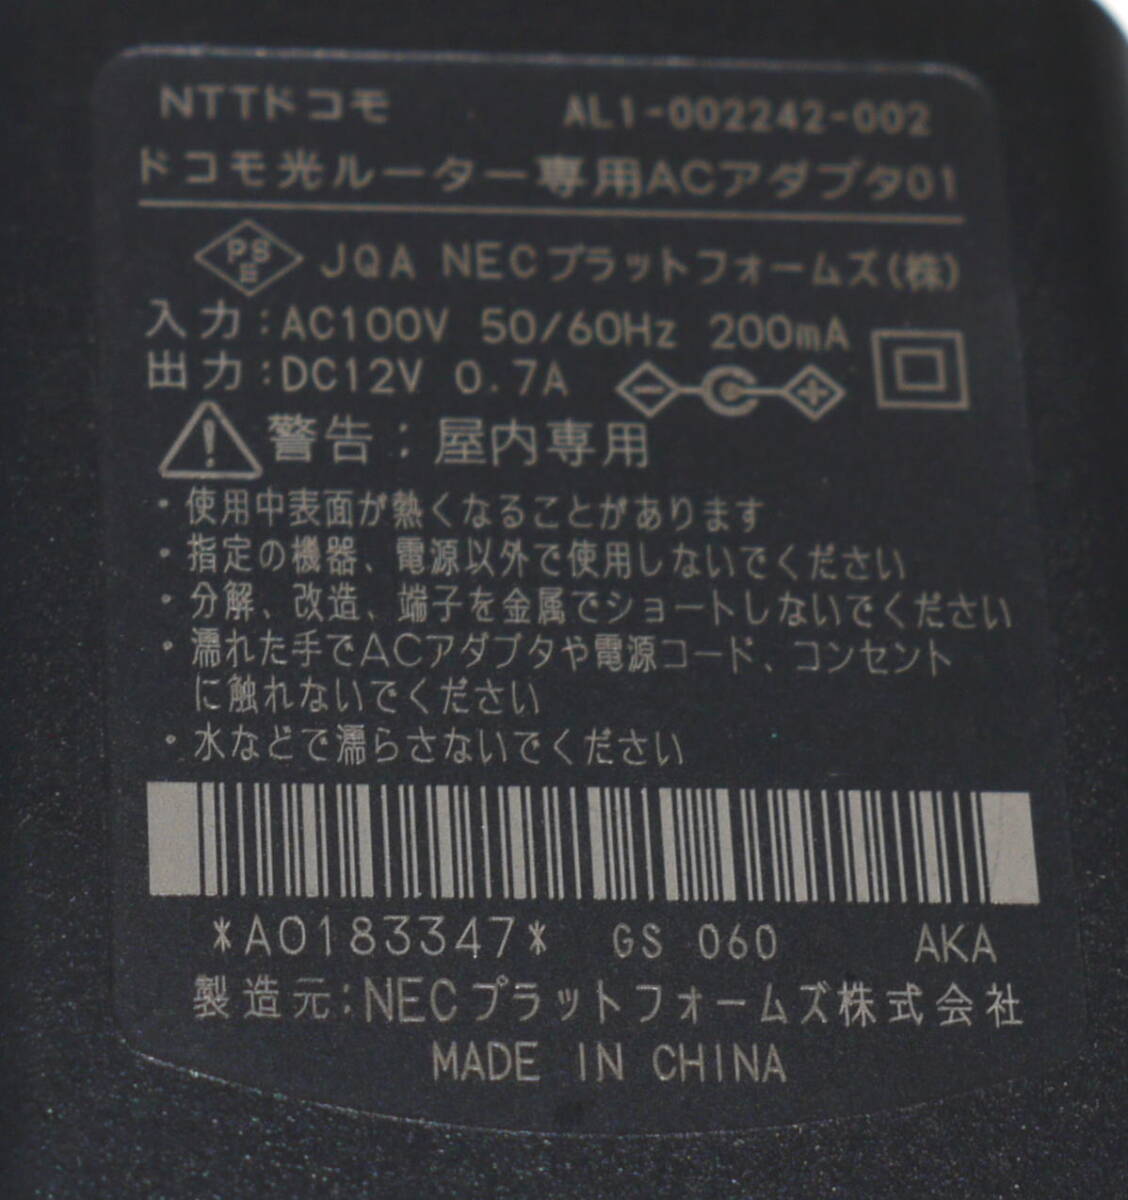 NTTドコモ AL1-002242-002
ドコモ光ルーター専用ACアダプタ01
PS
E
JQA NECプラットフォームズ(株)
入力:AC100V 50/60Hz 200mA
出力:DC12V 0.7A
警告:屋内専用
・使用中表面が熱くなることがあります
・指定の機器、電源以外で使用しないでください
・分解、改造、端子を金属でショートしないでください
・濡れた手でACアダプタや電源コード、コンセント
に触れないでください
・水などで濡らさないでください
*A0183347* GS 060 AKA
製造元:NECプラットフォームズ株式会社
MADE IN CHINA